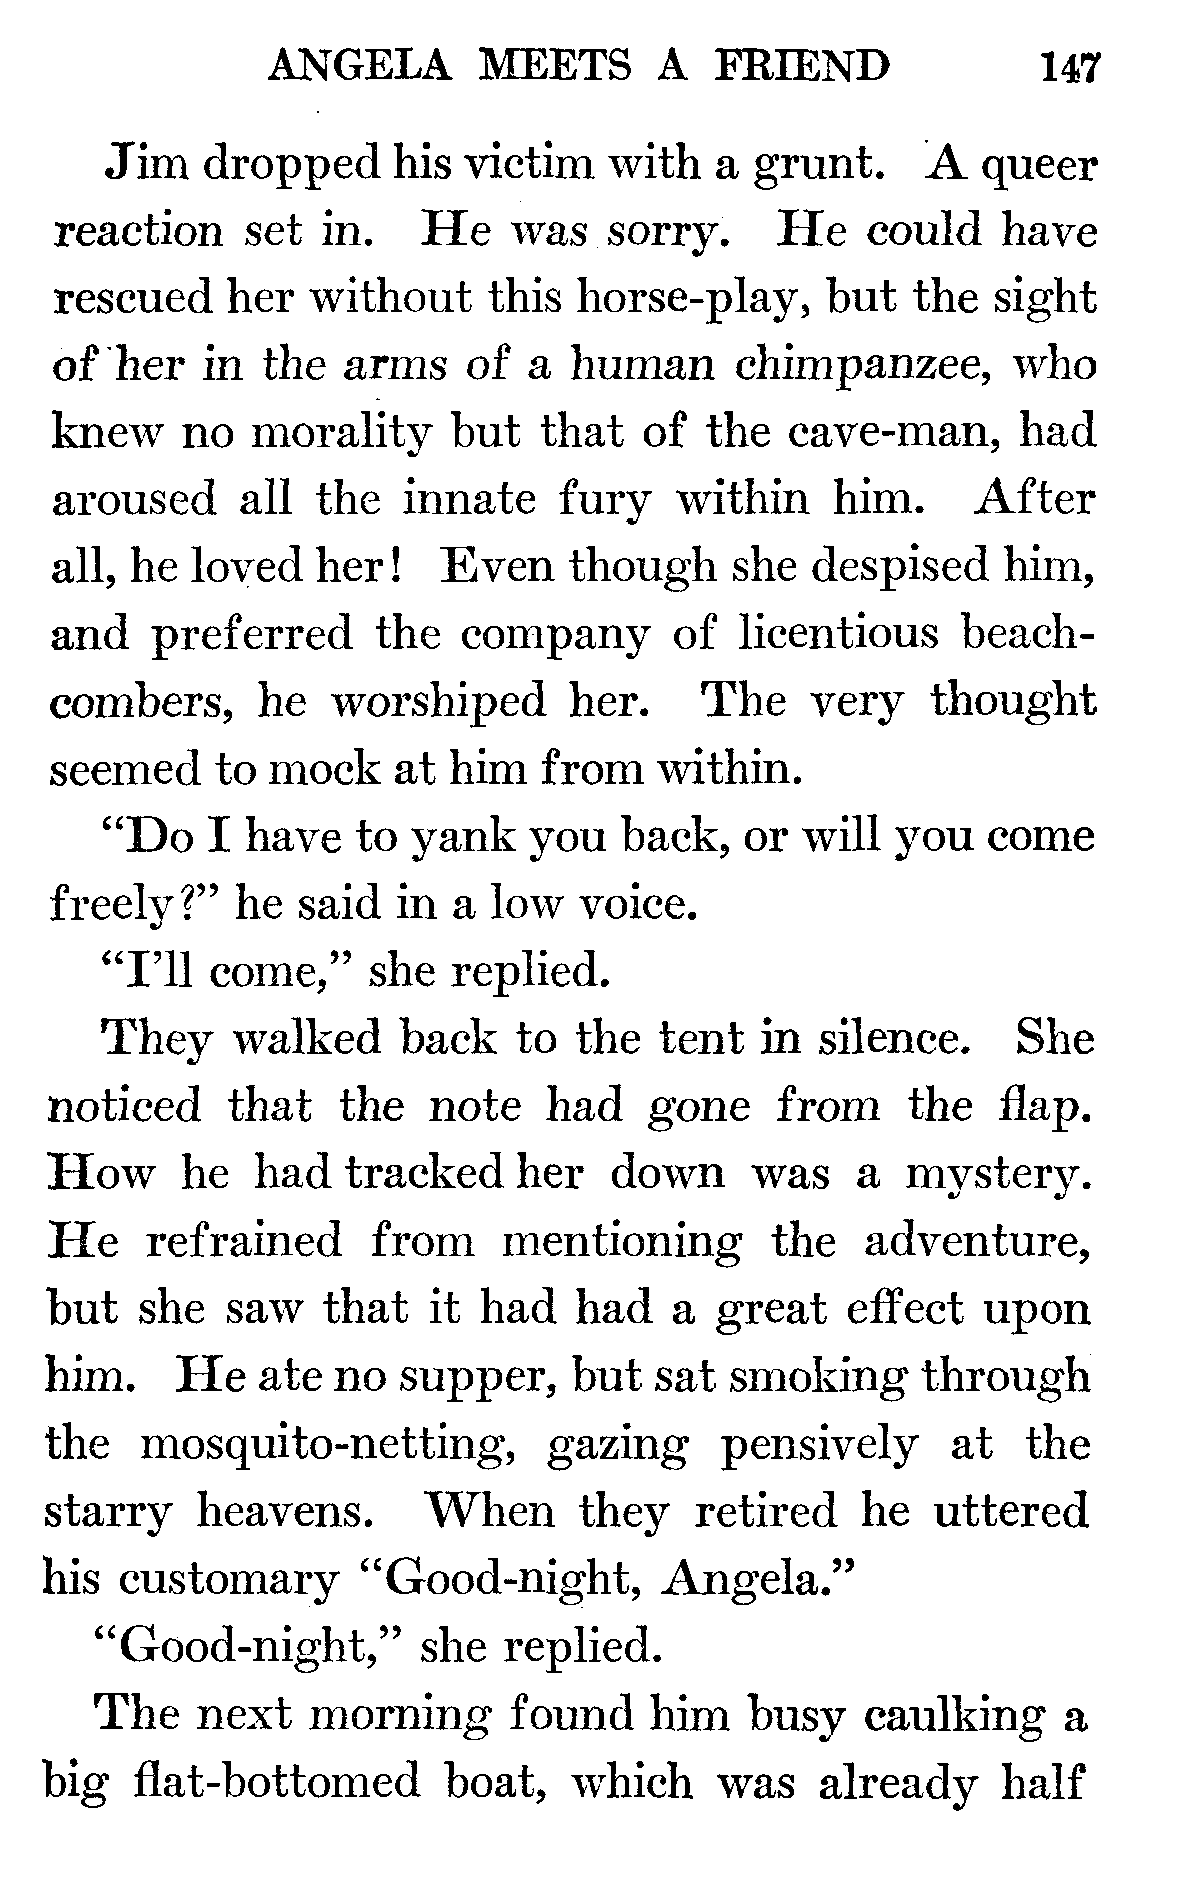 ANGELA MEETS A FRIEND 147
Jim dropped his victim with a grunt. A queer
reaction set in. He was sorry. He could have
rescued her without this horse-play, but the sight
of her in the arms of a human chimpanzee, who
knew no morality but that of the cave-man, had
aroused all the innate fury within him. After
all, he loved her! Even though she despised him,
and preferred the company of licentious beach-
combers, he worshiped her. The very thought
seemed to mock at him from within.
“Do I have to yank you back, or will you come
freely?” he said in a low voice.
“I’ll come,” she replied.
They walked back to the tent in silence. She
noticed that the note had gone from the flap.
How he had tracked her down was a mystery.
He refrained from mentioning the adventure,
but she saw that it had had a great effect upon
him. He ate no supper, but sat smoking through
the mosquito-netting, gazing pensively at the
starry heavens. When they retired he uttered
his customary “Good-night, Angela.”
“Good-night,” she replied.
The next morning found him busy caulking a
big flat-bottomed boat, which was already half